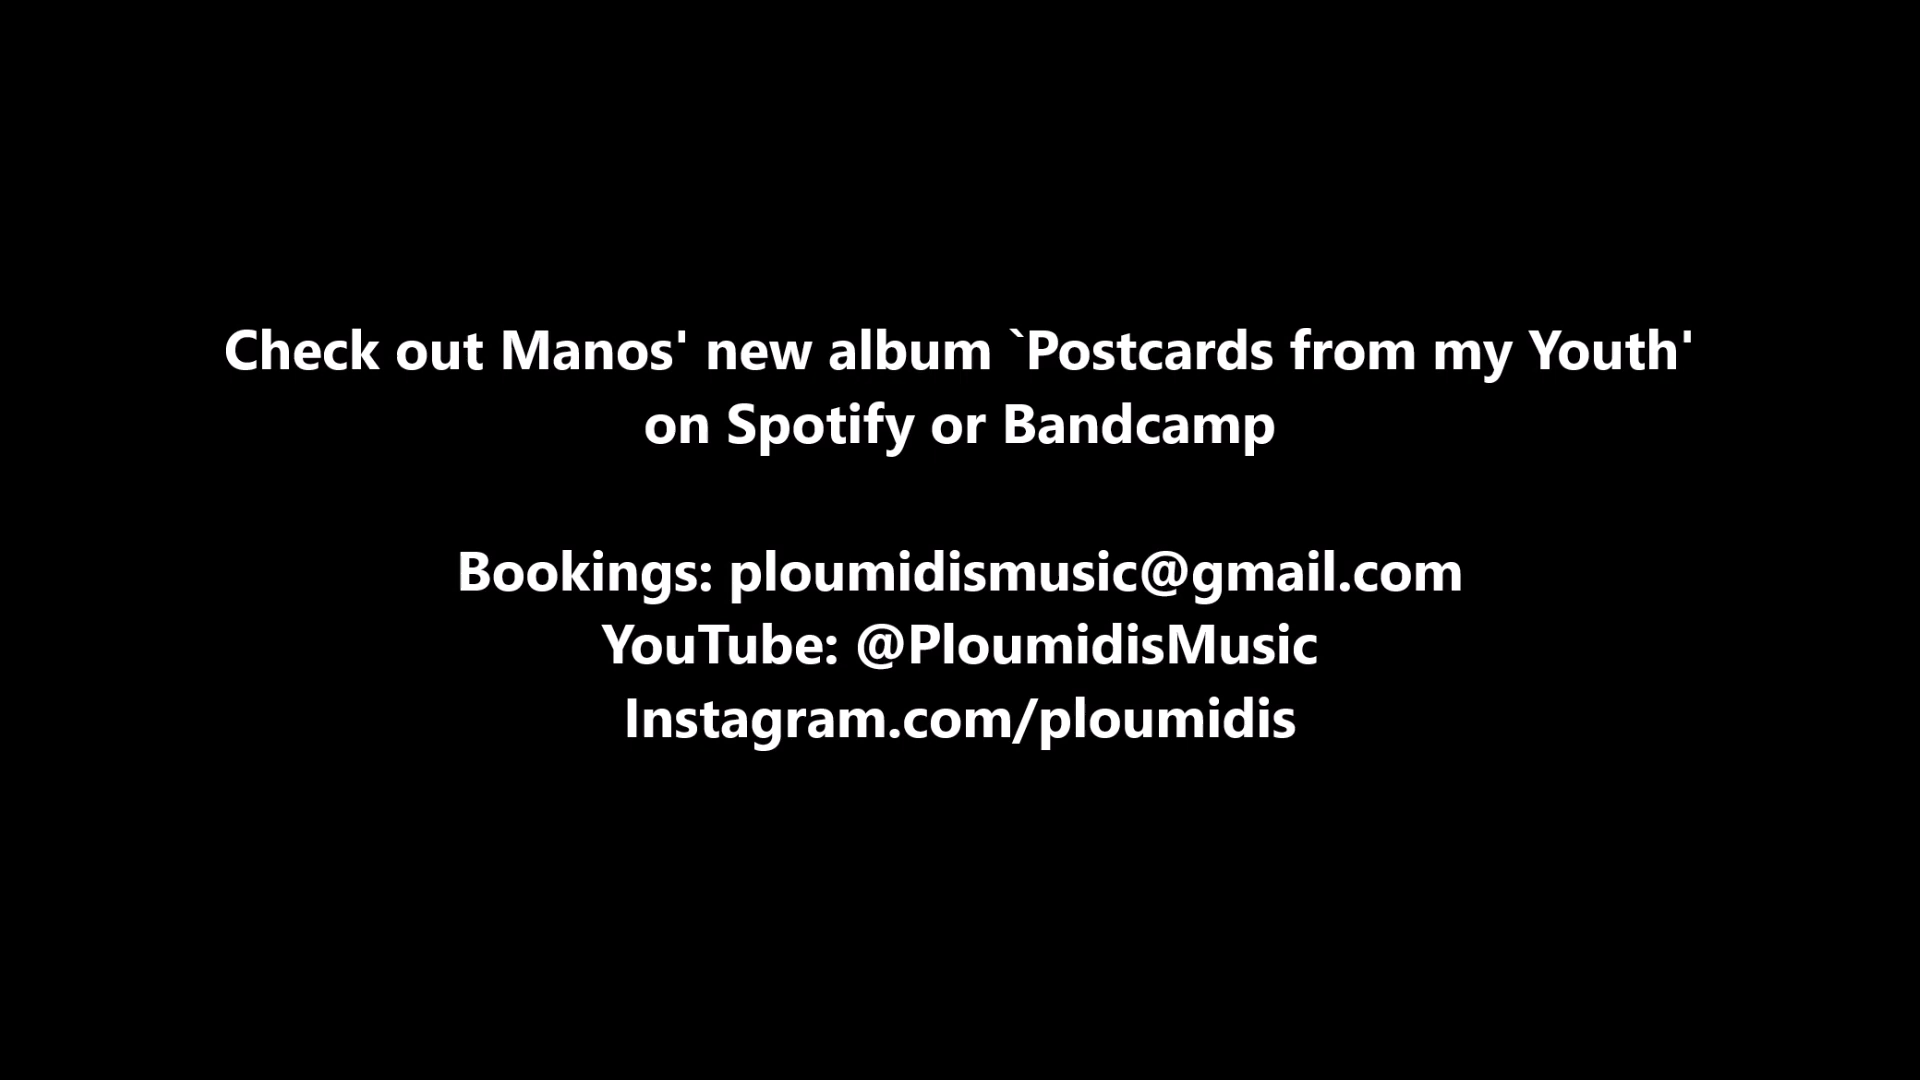 Check out Manos' new album `Postcards from my Youth'
on Spotify or Bandcamp
Bookings: ploumidismusic@gmail.com
YouTube: @PloumidisMusic
Instagram.com/ploumidis